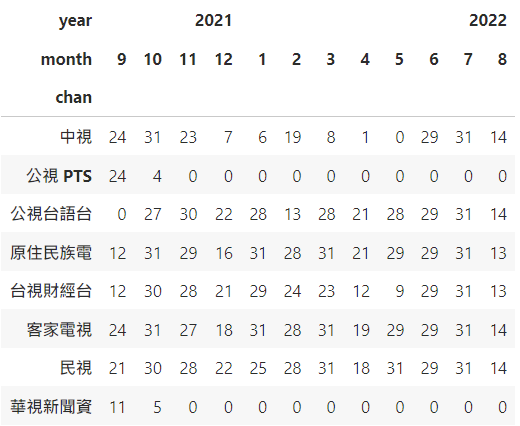 year 2021 2022
month 9 10 11 12 1 2 3 4 5 6 7 8
chan
中視 24 31 23 7 6 19 8 1 0 29 31 14
公視 PTS 24 4 0 0 0 0 0 0 0 0 0 0
公視台語台 0 27 30 22 28 13 28 21 28 29 31 14
原住民族電 12 31 29 16 31 28 31 21 29 29 31 13
台視財經台 12 30 28 21 29 24 23 12 9 29 31 13
客家電視 24 31 27 18 31 28 31 19 29 29 31 14
民視 21 30 28 22 25 28 31 18 31 29 31 14
華視新聞資 11 5 0 0 0 0 0 0 0 0 0 0